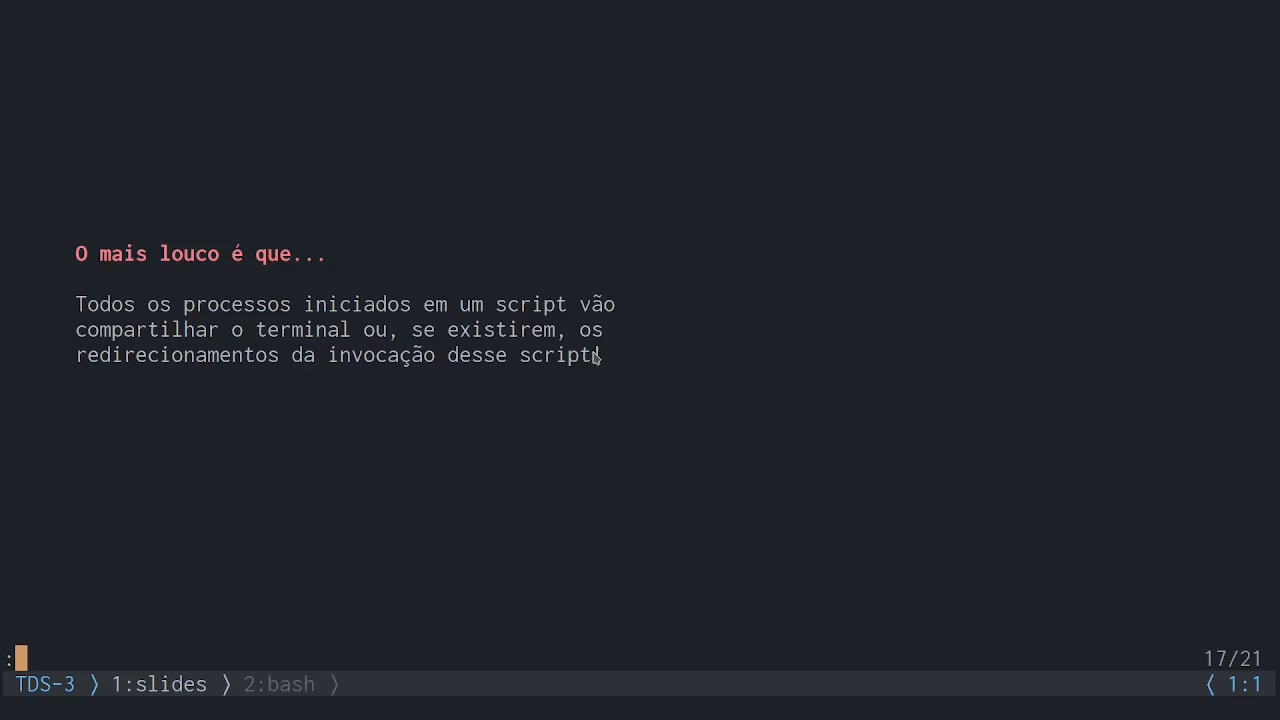 O mais louco é que...
Todos os processos iniciados em um script vão
compartilhar o terminal ou, se existirem, os
redirecionamentos da invocação desse script!
:
17/21
TDS-3 ⟩ 1:slides ⟩ 2:bash ⟩
⟨ 1:1